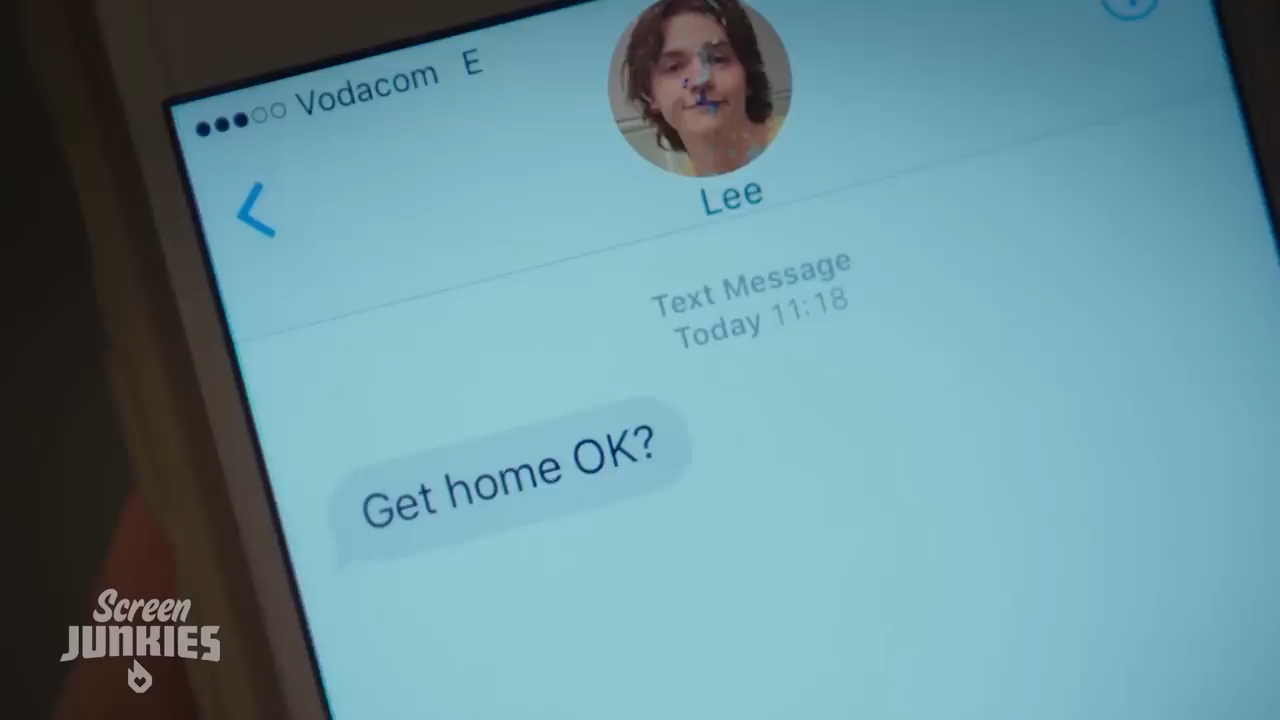 Vodacom E
Lee
Text Message
Today 11:18
Get home OK?
Screen
JUNKIES